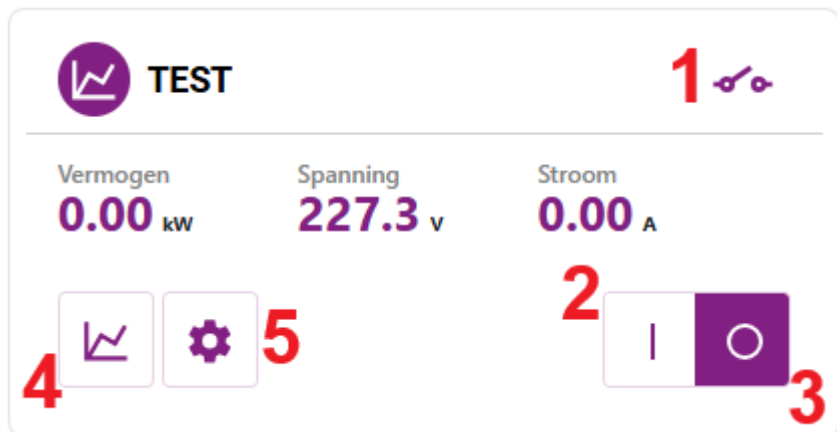 TEST 1
Vermogen Spanning Stroom
0.00 kW 227.3 V 0.00 A
2
5
4 3